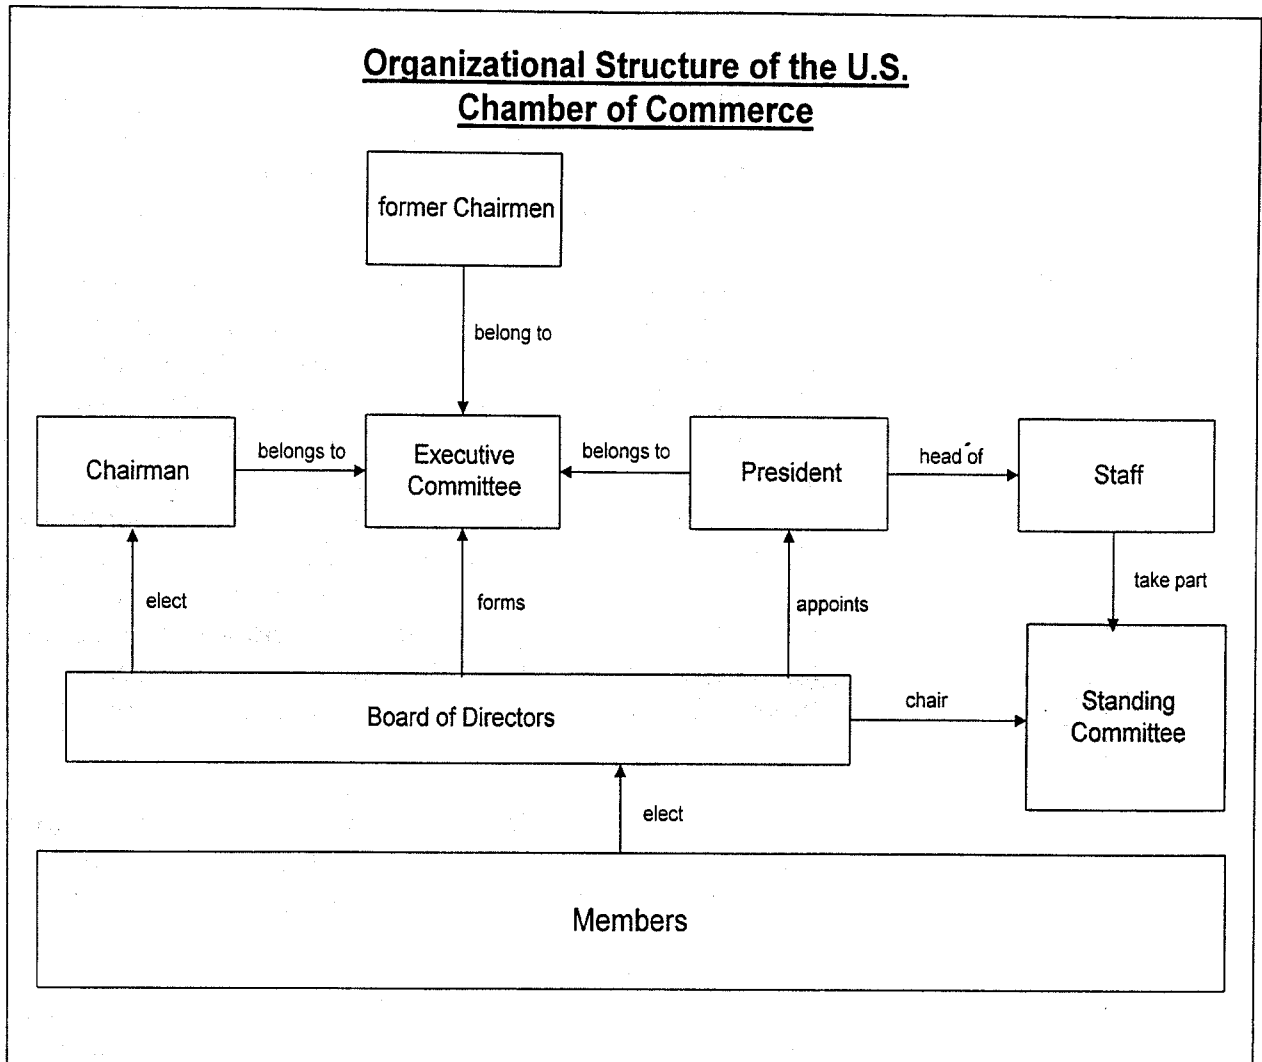 Organizational Structure of the U.S.
Chamber of Commerce
former Chairmen
belong to
Chairman
belongs to
Executive
Committee
belongs to
President
head of
Staff
elect
forms
appoints
take part
Board of Directors
chair
Standing
Committee
elect
Members